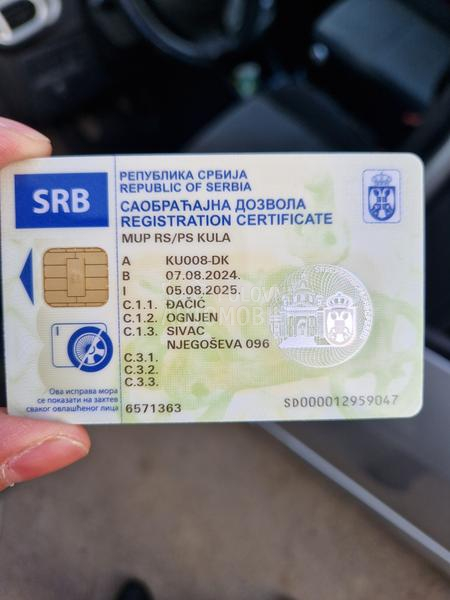 SRB
РЕПУБЛИКА СРБИЈА
REPUBLIC OF SERBIA
САОБРАЋАЈНА ДОЗВОЛА
REGISTRATION CERTIFICATE
MUP RS/PS KULA
A KU008-DK
B 07.08.2024.
I 05.08.2025.
C.1.1. ĐAČIĆ
C.1.2. OGNJEN
C.1.3. SIVAC
NJEGOŠEVA 096
C.3.1.
C.3.2.
C.3.3.
Ова исправа мора
се показати на захтев
сваког овлашћеног лица
6571363
SD000012959047